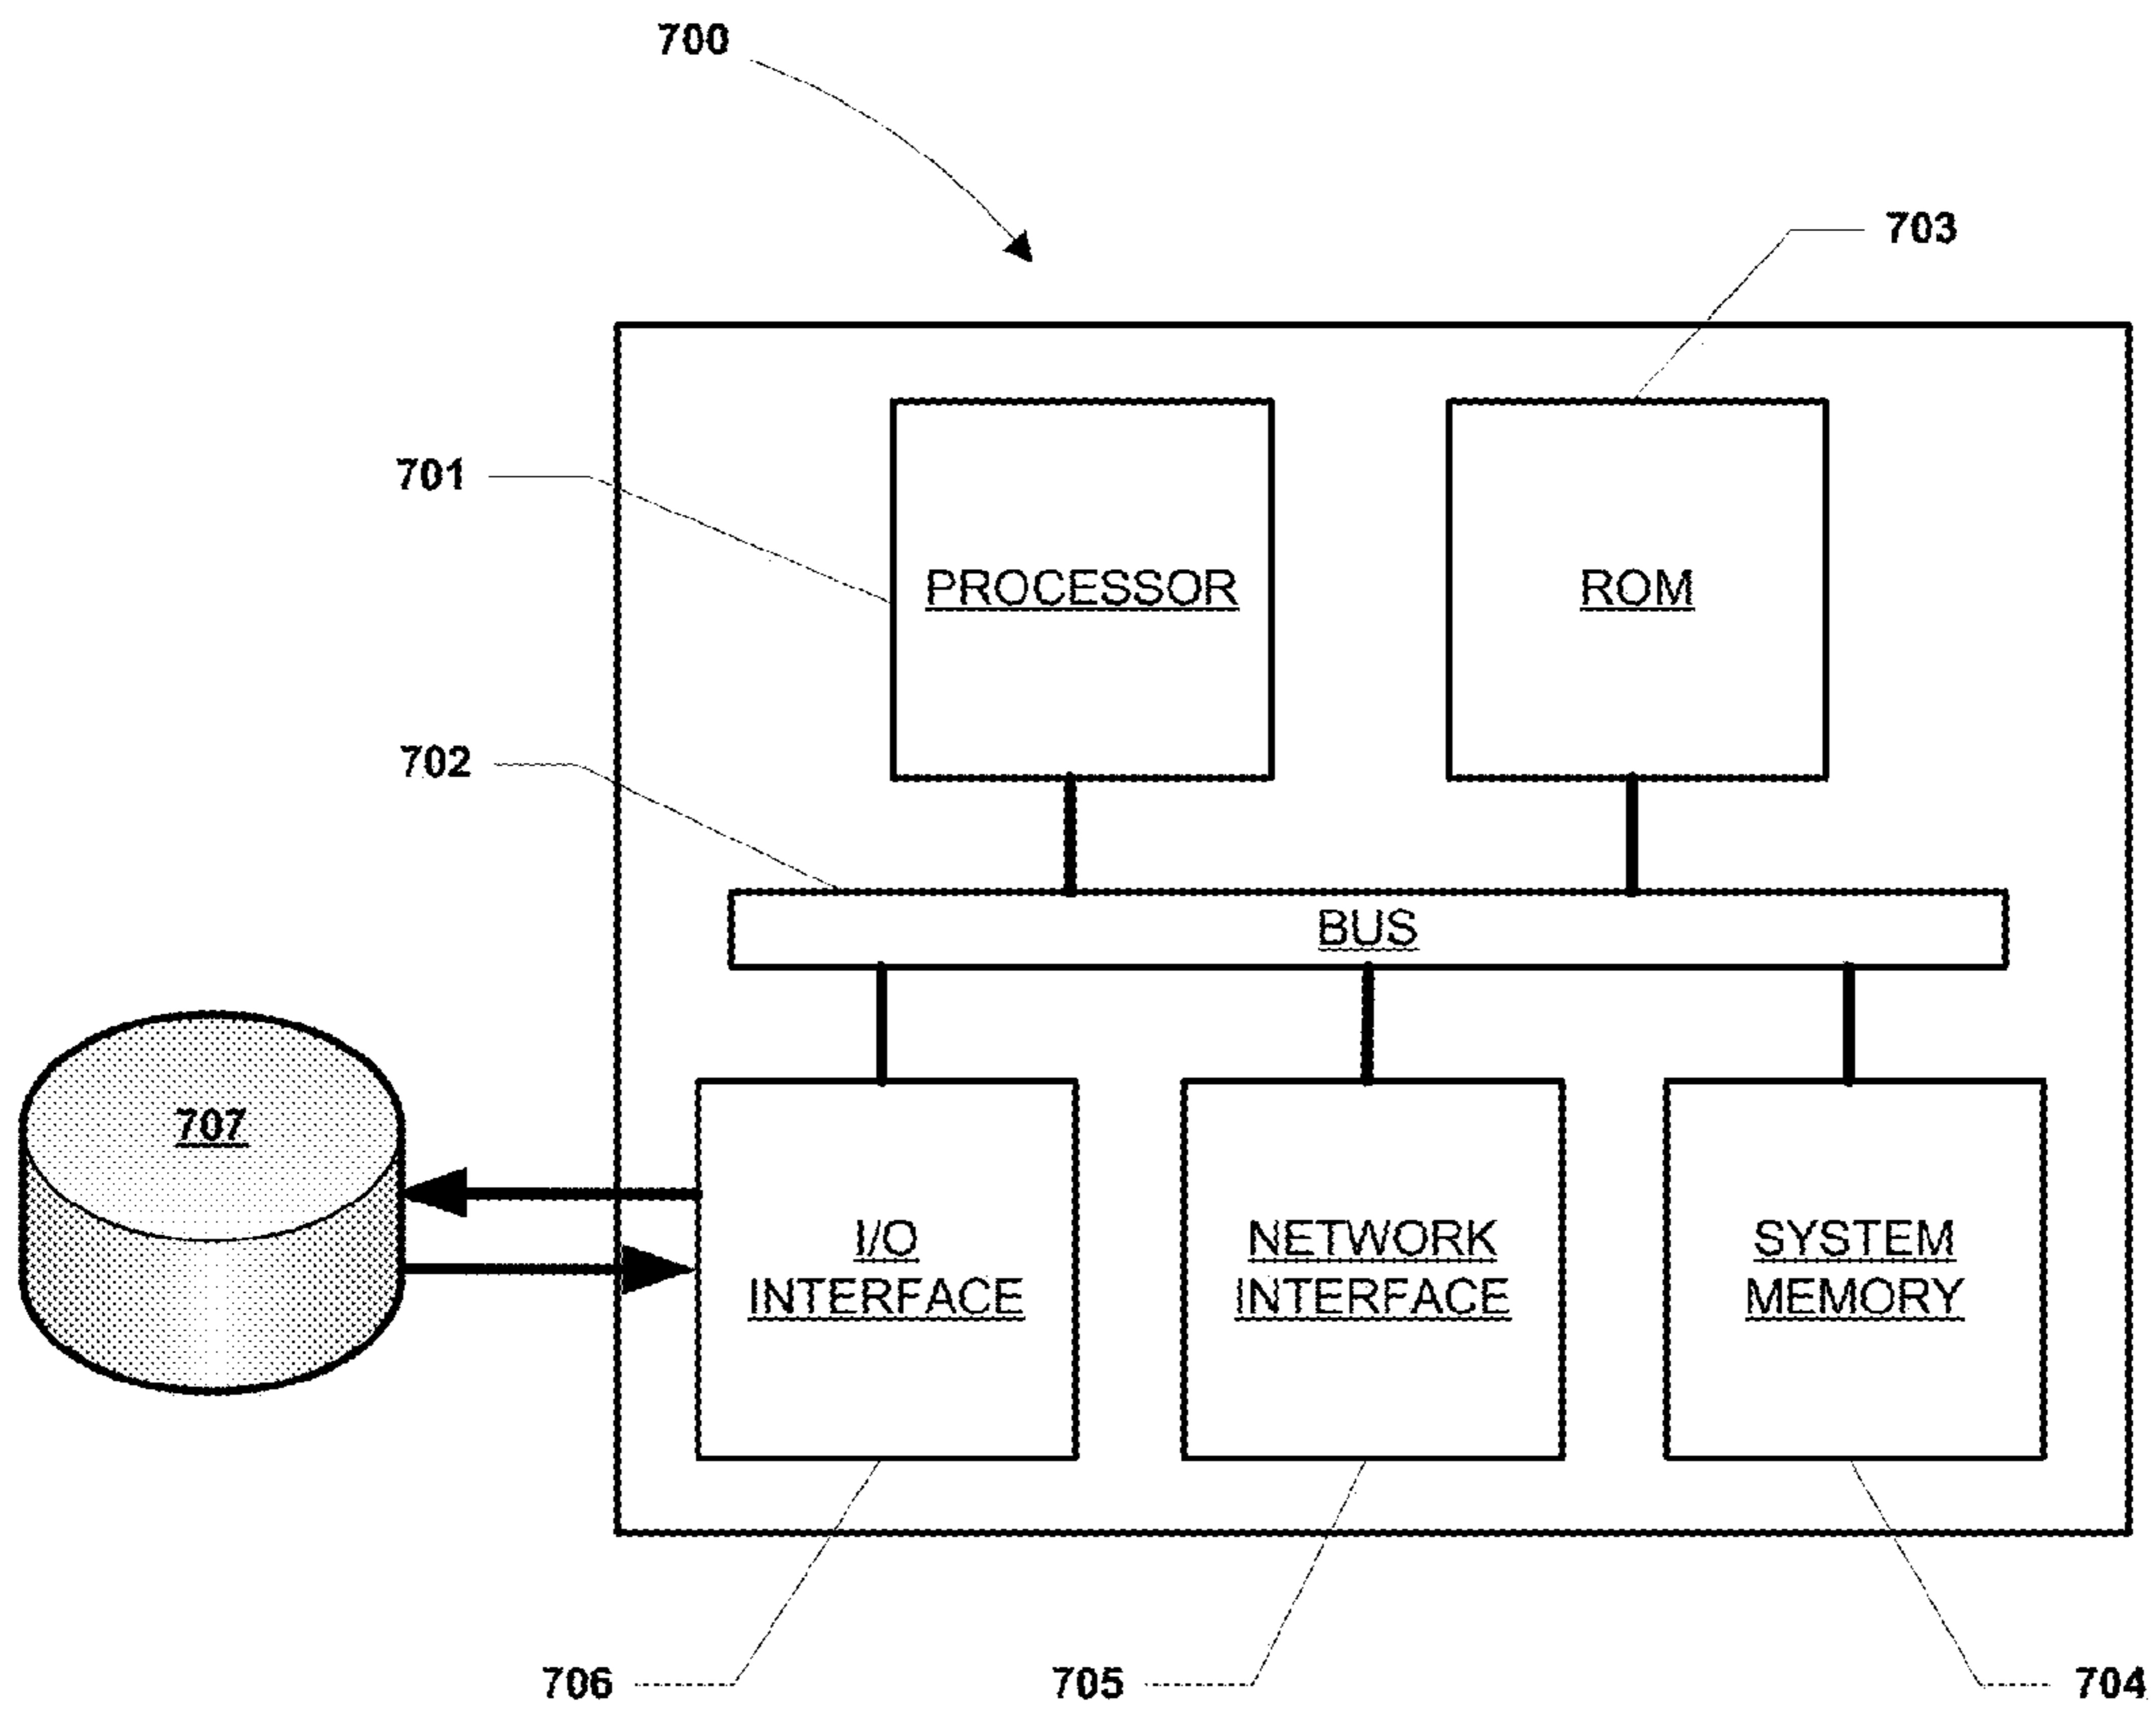 700
703
701
PROCESSOR
ROM
702
BUS
707
I/O
INTERFACE
NETWORK
INTERFACE
SYSTEM
MEMORY
706
705
704